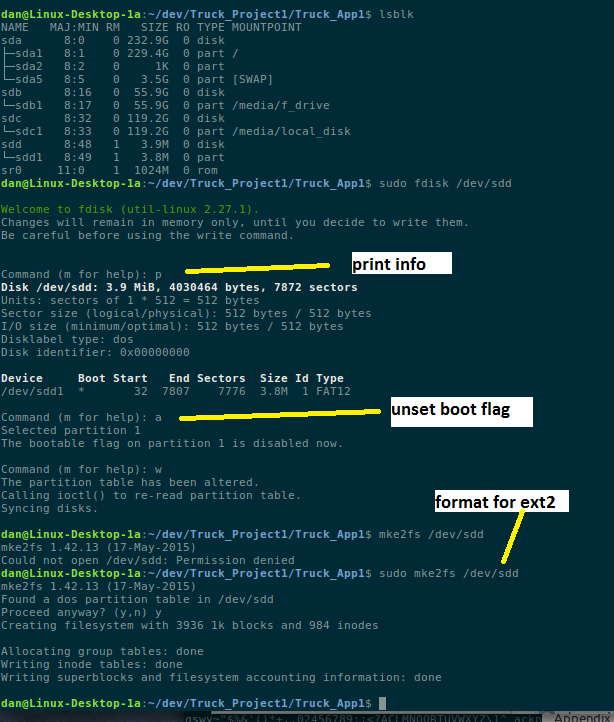 dan@Linux-Desktop-1a:~/dev/Truck_Project1/Truck_App1$ lsblk
NAME   MAJ:MIN RM   SIZE RO TYPE MOUNTPOINT
sda      8:0    0 232.9G  0 disk
├─sda1   8:1    0 229.4G  0 part /
├─sda2   8:2    0     1K  0 part
└─sda5   8:5    0   3.5G  0 part [SWAP]
sdb      8:16   0  55.9G  0 disk
└─sdb1   8:17   0  55.9G  0 part /media/f_drive
sdc      8:32   0 119.2G  0 disk
└─sdc1   8:33   0 119.2G  0 part /media/local_disk
sdd      8:48   1   3.9M  0 disk
└─sdd1   8:49   1   3.8M  0 part
sr0     11:0    1  1024M  0 rom
dan@Linux-Desktop-1a:~/dev/Truck_Project1/Truck_App1$ sudo fdisk /dev/sdd
Welcome to fdisk (util-linux 2.27.1).
Changes will remain in memory only, until you decide to write them.
Be careful before using the write command.
Command (m for help): p
print info
Disk /dev/sdd: 3.9 MiB, 4030464 bytes, 7872 sectors
Units: sectors of 1 * 512 = 512 bytes
Sector size (logical/physical): 512 bytes / 512 bytes
I/O size (minimum/optimal): 512 bytes / 512 bytes
Disklabel type: dos
Disk identifier: 0x00000000
Device     Boot Start   End Sectors  Size Id Type
/dev/sdd1  *       32  7807    7776  3.8M  1 FAT12
Command (m for help): a
unset boot flag
Selected partition 1
The bootable flag on partition 1 is disabled now.
Command (m for help): w
The partition table has been altered.
Calling ioctl() to re-read partition table.
Syncing disks.
format for ext2
dan@Linux-Desktop-1a:~/dev/Truck_Project1/Truck_App1$ mke2fs /dev/sdd
mke2fs 1.42.13 (17-May-2015)
Could not open /dev/sdd: Permission denied
dan@Linux-Desktop-1a:~/dev/Truck_Project1/Truck_App1$ sudo mke2fs /dev/sdd
mke2fs 1.42.13 (17-May-2015)
Found a dos partition table in /dev/sdd
Proceed anyway? (y,n) y
Creating filesystem with 3936 1k blocks and 984 inodes
Allocating group tables: done
Writing inode tables: done
Writing superblocks and filesystem accounting information: done
dan@Linux-Desktop-1a:~/dev/Truck_Project1/Truck_App1$
Appendix